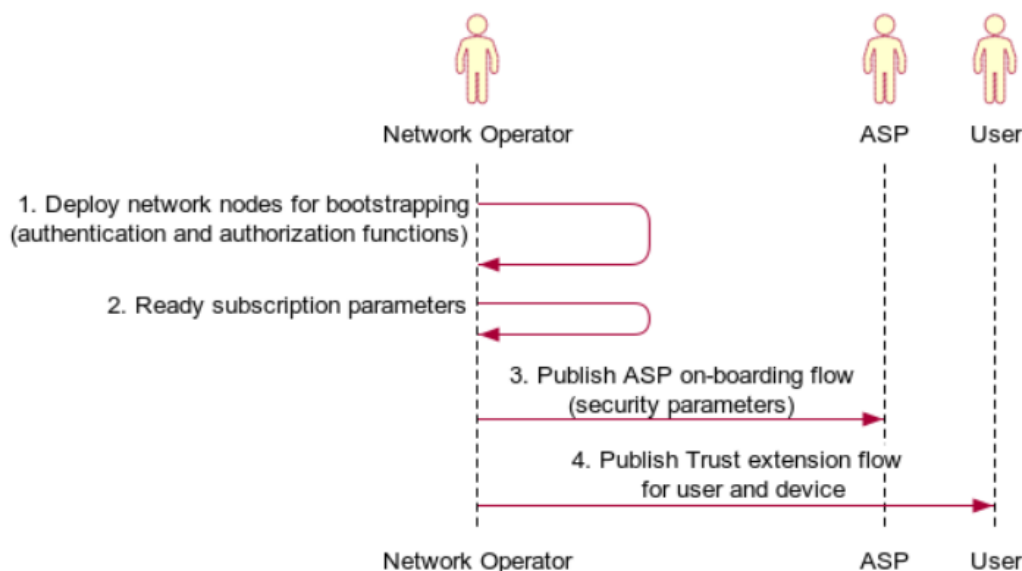 Network Operator
ASP
User
1. Deploy network nodes for bootstrapping
(authentication and authorization functions)
2. Ready subscription parameters
3. Publish ASP on-boarding flow
(security parameters)
4. Publish Trust extension flow
for user and device
Network Operator
ASP
User